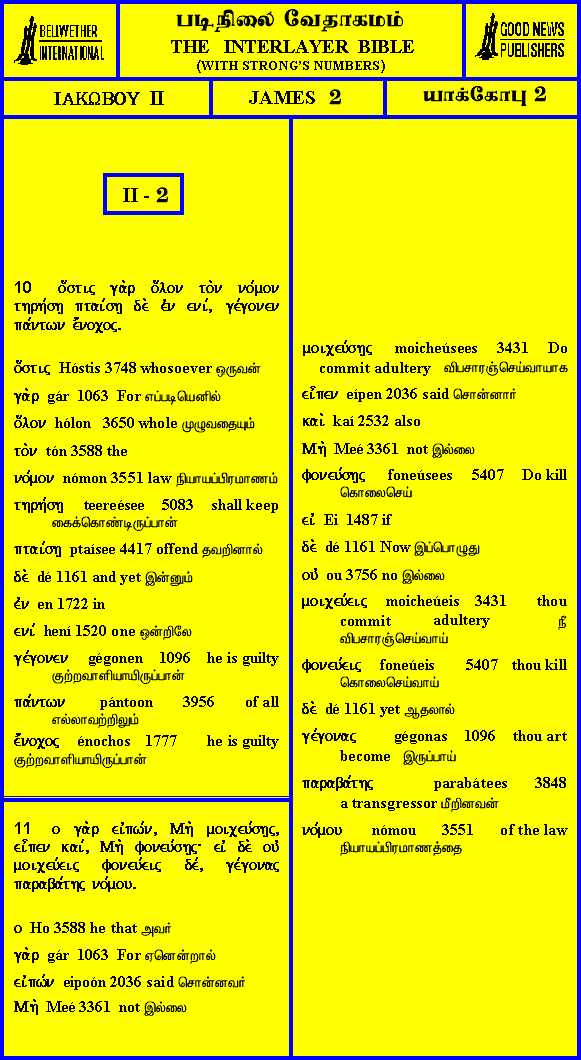 BELLWETHER
INTERNATIONAL
படிநிலை வேதாகமம்
THE INTERLAYER BIBLE
(WITH STRONG'S NUMBERS)
GOOD NEWS
PUBLISHERS
ΙΑΚΩΒΟΥ II
JAMES 2
யாக்கோபு 2
II - 2
10 ὅστις γὰρ ὅλον τὸν νόμον
τηρήσῃ πταίσῃ δὲ ἐν ενί, γέγονεν
πάντων ἔνοχος.
ὅστις Hóstis 3748 whosoever ஒருவன்
γὰρ gár 1063 For எப்படியெனில்
ὅλον hólon 3650 whole முழுவதையும்
τὸν tón 3588 the
νόμον nómon 3551 law நியாயப்பிரமாணம்
τηρήσῃ teereésee 5083 shall keep
கைக்கொண்டிருப்பான்
πταίσῃ ptaísee 4417 offend தவறினால்
δὲ dé 1161 and yet இன்னும்
ἐν en 1722 in
ενί hení 1520 one ஒன்றிலே
γέγονεν gégonen 1096 he is guilty
குற்றவாளியாயிருப்பான்
πάντων pántoon 3956 of all
எல்லாவற்றிலும்
ἔνοχος énochos 1777 he is guilty
குற்றவாளியாயிருப்பான்
11 ο γὰρ εἰπών, Μὴ μοιχεύσῃς,
εἶπεν καί, Μὴ φονεύσῃς· εἰ δὲ οὐ
μοιχεύεις φονεύεις δέ, γέγονας
παραβάτης νόμου.
ο Ho 3588 he that அவர்
γὰρ gár 1063 For ஏனென்றால்
εἰπών eipoón 2036 said சொன்னவர்
Μὴ Meé 3361 not இல்லை
μοιχεύσῃς moicheúsees 3431 Do
commit adultery விபசாரஞ்செய்வாயாக
εἶπεν eípen 2036 said சொன்னார்
καὶ kaí 2532 also
Μὴ Meé 3361 not இல்லை
φονεύσῃς foneúsees 5407 Do kill
கொலைசெய்
εἰ Ei 1487 if
δὲ dé 1161 Now இப்பொழுது
οὐ ou 3756 no இல்லை
μοιχεύεις moicheúeis 3431 thou
commit adultery நீ
விபசாரஞ்செய்வாய்
φονεύεις foneúeis 5407 thou kill
கொலைசெய்வாய்
δὲ dé 1161 yet ஆதலால்
γέγονας gégonas 1096 thou art
become இருப்பாய்
παραβάτης parabátees 3848
a transgressor மீறினவன்
νόμου nómou 3551 of the law
நியாயப்பிரமாணத்தை